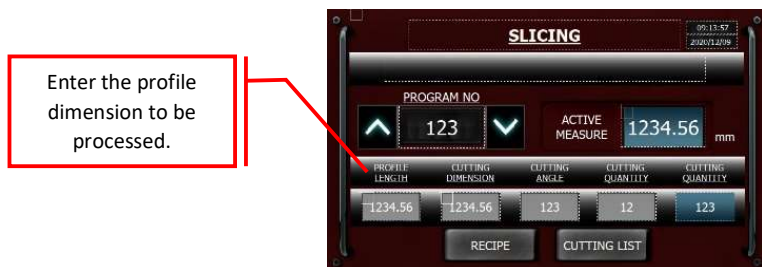 Enter the profile
dimension to be
processed.
SLICING
09:13:57
2020/12/09
PROGRAM NO
123
ACTIVE
MEASURE
1234.56
mm
PROFILE
LENGTH
CUTTING
DIMENSION
CUTTING
ANGLE
CUTTING
QUANTITY
CUTTING
QUANTITY
1234.56
1234.56
123
12
123
RECIPE
CUTTING LIST